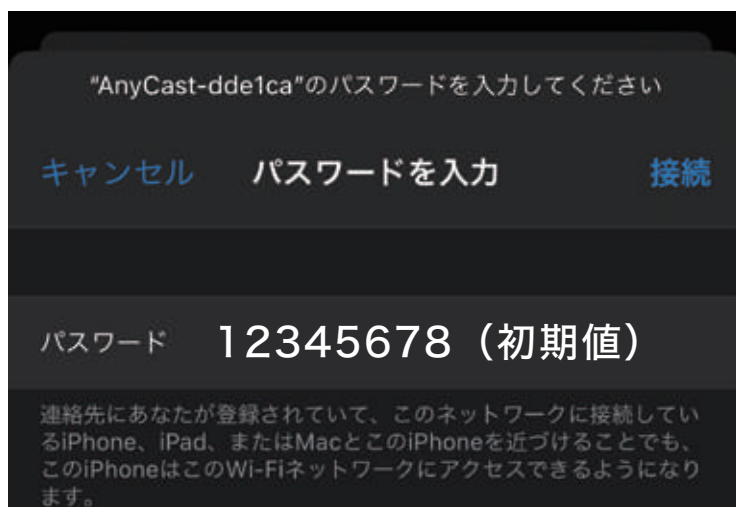 "AnyCast-dde1ca"のパスワードを入力してください
キャンセル パスワードを入力 接続
パスワード 12345678（初期値）
連絡先にあなたが登録されていて、このネットワークに接続してい
るiPhone、iPad、またはMacとこのiPhoneを近づけることでも、
このiPhoneはこのWi-Fiネットワークにアクセスできるようになり
ます。